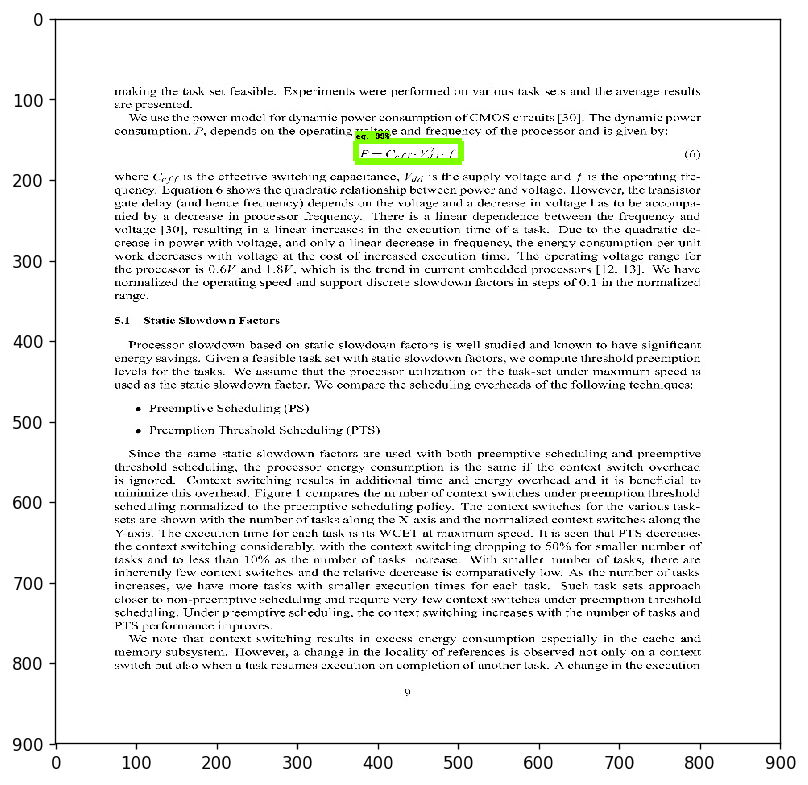 0
100
200
300
400
500
600
700
800
900
0 100 200 300 400 500 600 700 800 900
making the task set feasible. Experiments were performed on various task sets and the average results
are presented.
We use the power model for dynamic power consumption of CMOS circuits [30]. The dynamic power
consumption, P, depends on the operating voltage and frequency of the processor and is given by:
eq: 99%
P = C_eff · V_dd^2 · f (6)
where C_eff is the effective switching capacitance, V_dd is the supply voltage and f is the operating fre-
quency. Equation 6 shows the quadratic relationship between power and voltage. However, the transistor
gate delay (and hence frequency) depends on the voltage and a decrease in voltage has to be accompa-
nied by a decrease in processor frequency. There is a linear dependence between the frequency and
voltage [30], resulting in a linear increases in the execution time of a task. Due to the quadratic de-
crease in power with voltage, and only a linear decrease in frequency, the energy consumption per unit
work decreases with voltage at the cost of increased execution time. The operating voltage range for
the processor is 0.6V and 1.8V, which is the trend in current embedded processors [12, 13]. We have
normalized the operating speed and support discrete slowdown factors in steps of 0.1 in the normalized
range.
5.1 Static Slowdown Factors
Processor slowdown based on static slowdown factors is well studied and known to have significant
energy savings. Given a feasible task set with static slowdown factors, we compute threshold preemption
levels for the tasks. We assume that the processor utilization of the task-set under maximum speed is
used as the static slowdown factor. We compare the scheduling overheads of the following techniques:
• Preemptive Scheduling (PS)
• Preemption Threshold Scheduling (PTS)
Since the same static slowdown factors are used with both preemptive scheduling and preemptive
threshold scheduling, the processor energy consumption is the same if the context switch overhead
is ignored. Context switching results in additional time and energy overhead and it is beneficial to
minimize this overhead. Figure 1 compares the number of context switches under preemption threshold
scheduling normalized to the preemptive scheduling policy. The context switches for the various task-
sets are shown with the number of tasks along the X-axis and the normalized context switches along the
Y-axis. The execution time for each task is its WCET at maximum speed. It is seen that PTS decreases
the context switching considerably, with the context switching dropping to 50% for smaller number of
tasks and to less than 10% as the number of tasks increase. With smaller number of tasks, there are
inherently few context switches and the relative decrease is comparatively low. As the number of tasks
increases, we have more tasks with smaller execution times for each task. Such task sets approach
closer to non-preemptive scheduling and require very few context switches under preemption threshold
scheduling. Under preemptive scheduling, the context switching increases with the number of tasks and
PTS performance improves.
We note that context switching results in excess energy consumption especially in the cache and
memory subsystem. However, a change in the locality of references is observed not only on a context
switch but also when a task resumes execution on completion of another task. A change in the execution
9